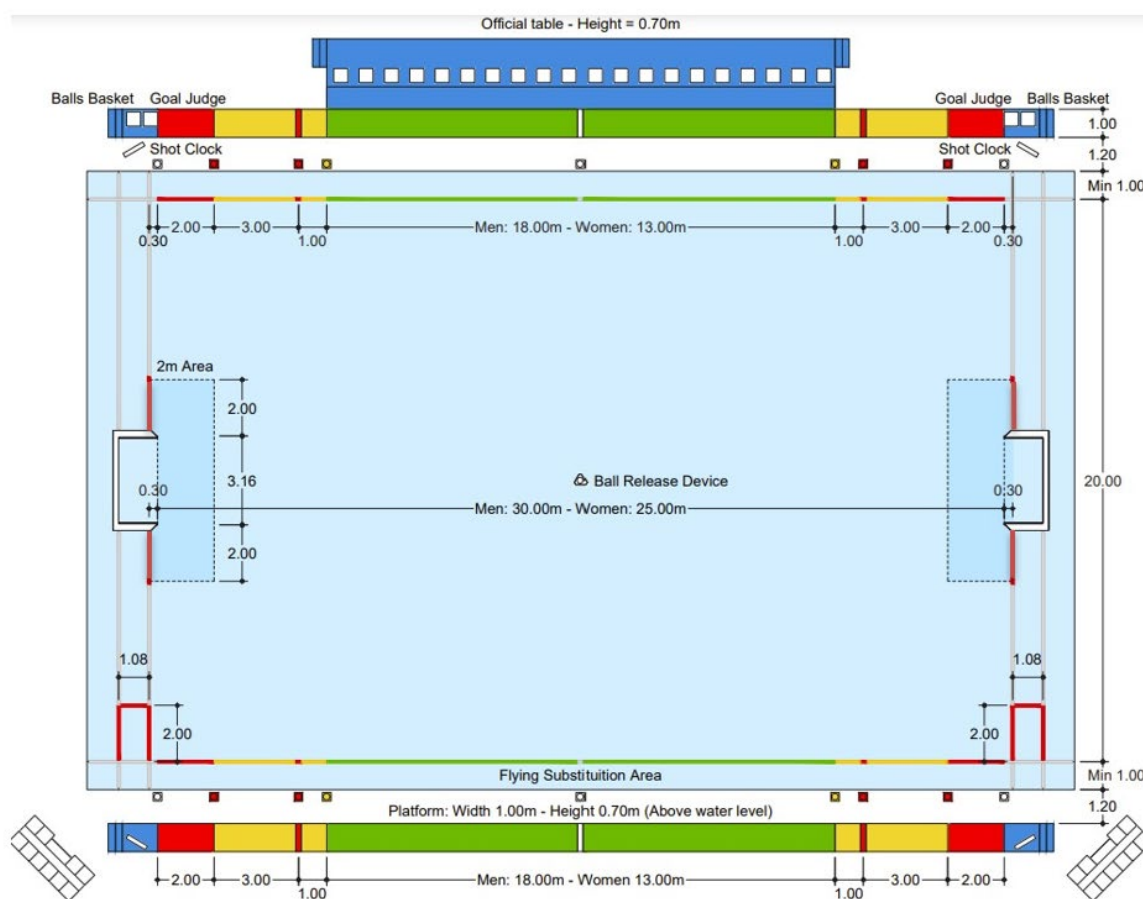 Official table - Height = 0.70m
Balls Basket Goal Judge Goal Judge Balls Basket
1.00
Shot Clock Shot Clock 1.20
Min 1.00
2.00 3.00 Men: 18.00m - Women: 13.00m 3.00 2.00
0.30 1.00 1.00 0.30
2m Area
2.00
3.16 Ball Release Device 20.00
0.30 0.30
Men: 30.00m - Women: 25.00m
2.00
1.08 1.08
2.00 2.00
Flying Substituition Area Min 1.00
Platform: Width 1.00m - Height 0.70m (Above water level) 1.20
2.00 3.00 Men: 18.00m - Women 13.00m 3.00 2.00
1.00 1.00